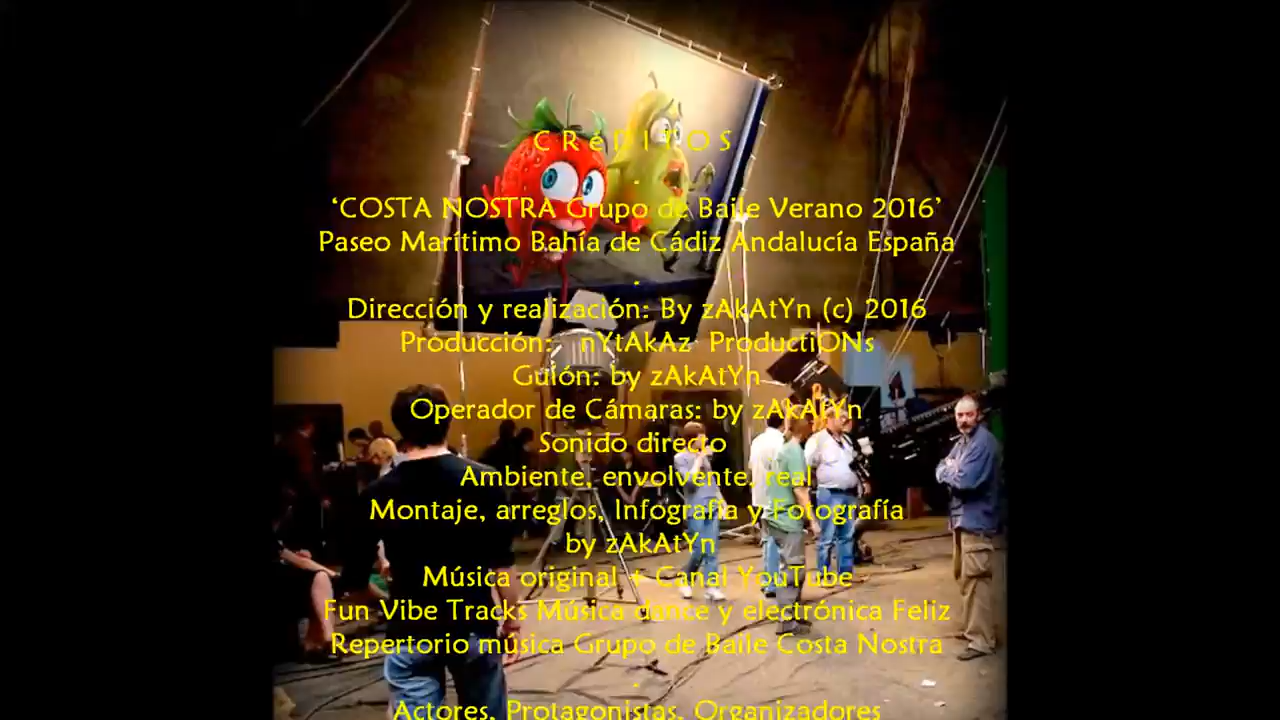 C R é D I T O S
.
‘COSTA NOSTRA Grupo de Baile Verano 2016’
Paseo Marítimo Bahía de Cádiz Andalucía España
.
Dirección y realización: By zAkAtYn (c) 2016
Producción: nYtAkAz ProductiONs
Guión: by zAkAtYn
Operador de Cámaras: by zAkAtYn
Sonido directo
Ambiente, envolvente, real
Montaje, arreglos, Infografía y Fotografía
by zAkAtYn
Música original + Canal YouTube
Fun Vibe Tracks Música dance y electrónica Feliz
Repertorio música Grupo de Baile Costa Nostra
.
Actores, Protagonistas, Organizadores